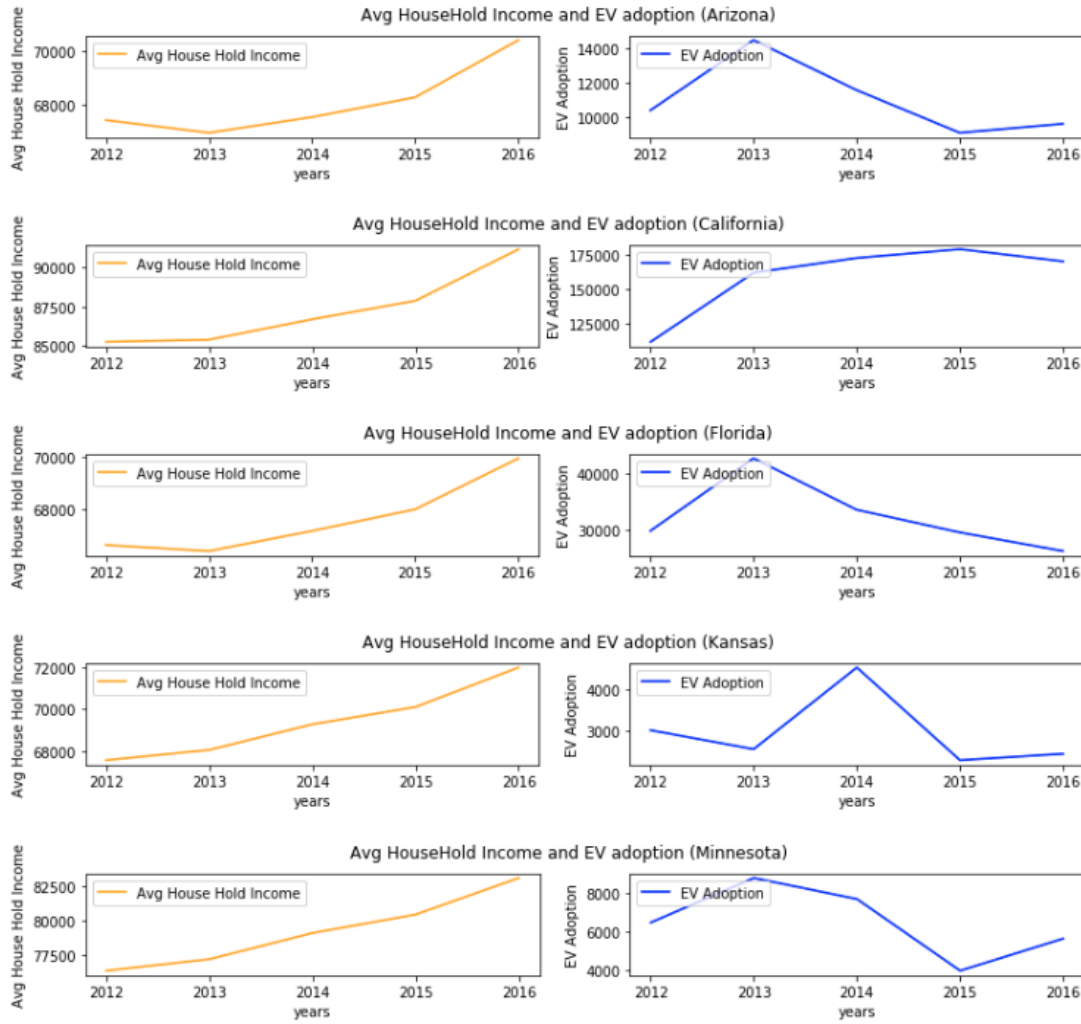 Avg HouseHold Income and EV adoption (Arizona)
Avg House Hold Income
70000
68000
Avg House Hold Income
2012 2013 2014 2015 2016
years
EV Adoption
14000
12000
10000
EV Adoption
2012 2013 2014 2015 2016
years
Avg HouseHold Income and EV adoption (California)
Avg House Hold Income
90000
87500
85000
Avg House Hold Income
2012 2013 2014 2015 2016
years
EV Adoption
175000
150000
125000
EV Adoption
2012 2013 2014 2015 2016
years
Avg HouseHold Income and EV adoption (Florida)
Avg House Hold Income
70000
68000
Avg House Hold Income
2012 2013 2014 2015 2016
years
EV Adoption
40000
30000
EV Adoption
2012 2013 2014 2015 2016
years
Avg HouseHold Income and EV adoption (Kansas)
Avg House Hold Income
72000
70000
68000
Avg House Hold Income
2012 2013 2014 2015 2016
years
EV Adoption
4000
3000
EV Adoption
2012 2013 2014 2015 2016
years
Avg HouseHold Income and EV adoption (Minnesota)
Avg House Hold Income
82500
80000
77500
Avg House Hold Income
2012 2013 2014 2015 2016
years
EV Adoption
8000
6000
4000
EV Adoption
2012 2013 2014 2015 2016
years